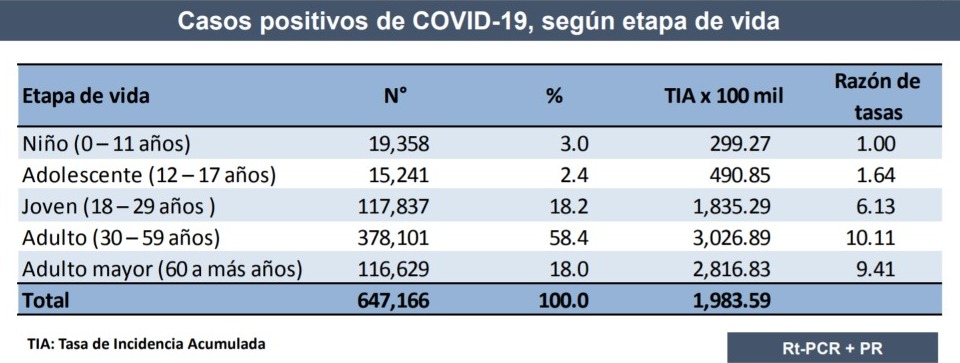 Casos positivos de COVID-19, según etapa de vida
Etapa de vida N° % TIA x 100 mil Razón de tasas
Niño (0 – 11 años) 19,358 3.0 299.27 1.00
Adolescente (12 – 17 años) 15,241 2.4 490.85 1.64
Joven (18 – 29 años ) 117,837 18.2 1,835.29 6.13
Adulto (30 – 59 años) 378,101 58.4 3,026.89 10.11
Adulto mayor (60 a más años) 116,629 18.0 2,816.83 9.41
Total 647,166 100.0 1,983.59
TIA: Tasa de Incidencia Acumulada
Rt-PCR + PR